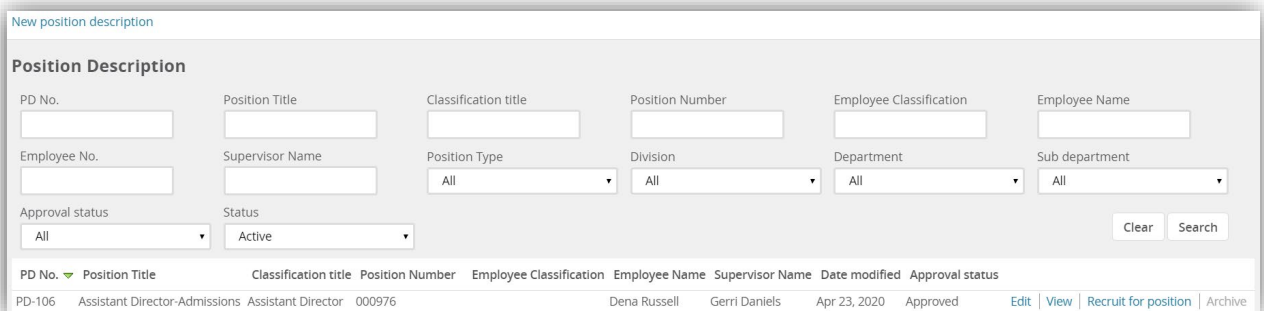 New position description
Position Description
PD No. Position Title Classification title Position Number Employee Classification Employee Name
Employee No. Supervisor Name Position Type Division Department Sub department
All All All All
Approval status Status
All Active Clear Search
PD No. Position Title Classification title Position Number Employee Classification Employee Name Supervisor Name Date modified Approval status
PD-106 Assistant Director-Admissions Assistant Director 000976 Dena Russell Gerri Daniels Apr 23, 2020 Approved Edit | View | Recruit for position | Archive